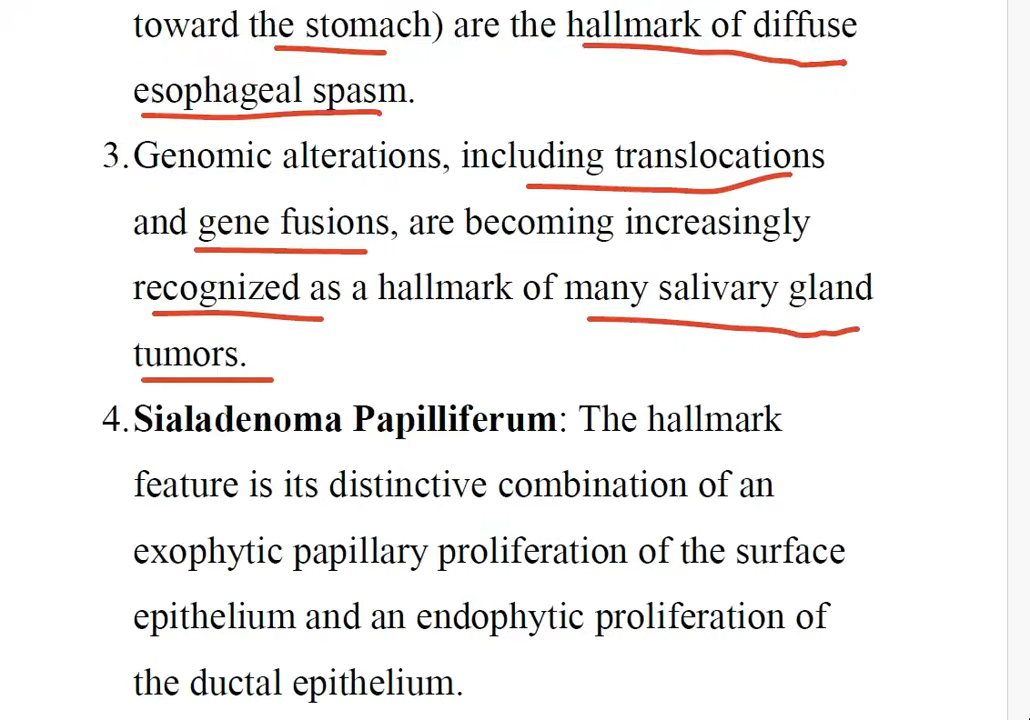 toward the stomach) are the hallmark of diffuse
esophageal spasm.
3. Genomic alterations, including translocations
and gene fusions, are becoming increasingly
recognized as a hallmark of many salivary gland
tumors.
4. Sialadenoma Papilliferum: The hallmark
feature is its distinctive combination of an
exophytic papillary proliferation of the surface
epithelium and an endophytic proliferation of
the ductal epithelium.